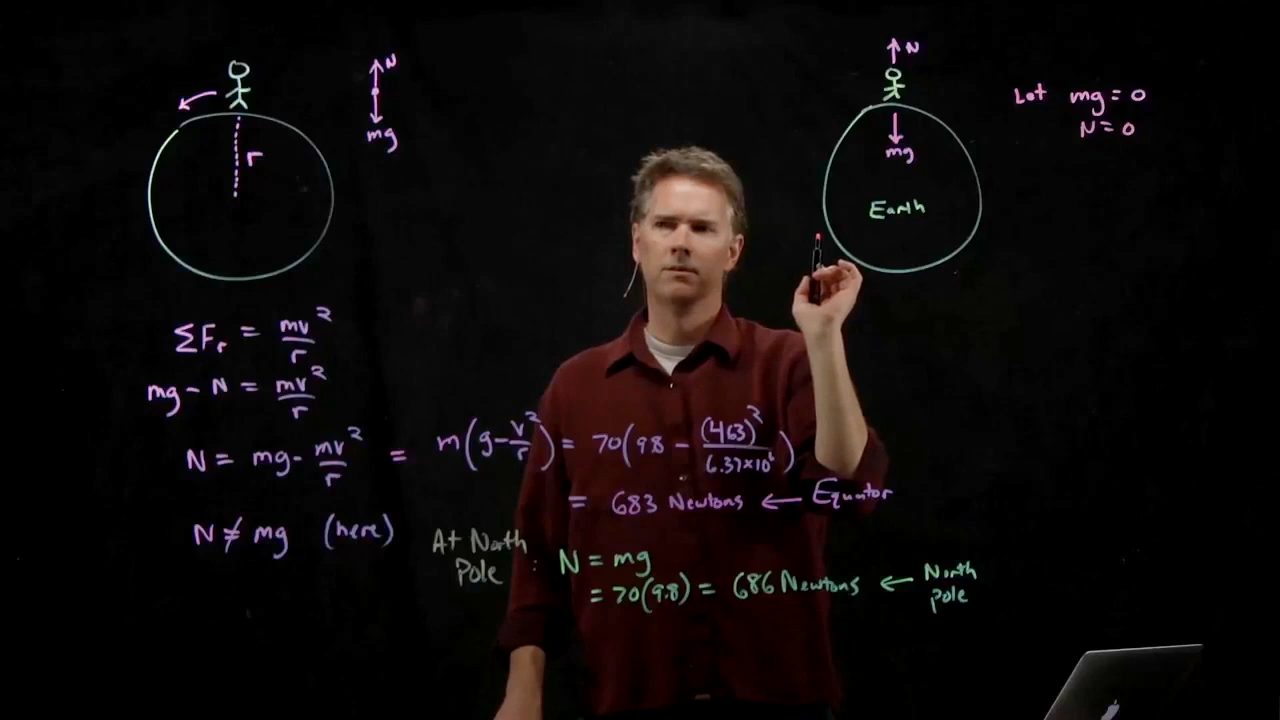 N
mg
r
N
mg
Earth
Let mg = 0
N = 0
ΣFᵣ = mv²/r
mg - N = mv²/r
N = mg - mv²/r = m(g - v²/r) = 70(9.8 - (463)²/6.37×10⁶)
= 683 Newtons ← Equator
N ≠ mg (here)
At North
Pole : N = mg
= 70(9.8) = 686 Newtons ← North
pole